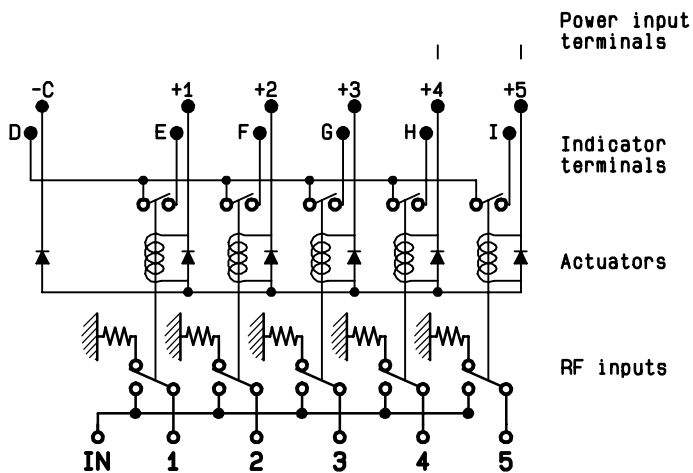 Power input
terminals
-C +1 +2 +3 +4 +5
D E F G H I
Indicator
terminals
Actuators
RF inputs
IN 1 2 3 4 5